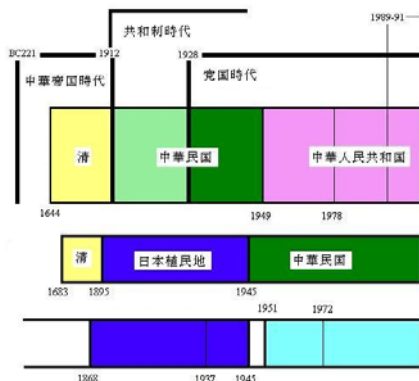 1989-91
共和制時代
BC221 1912 1928
中華帝国時代 党国時代
清 中華民国 中華人民共和国
1644 1949 1978
清 日本植民地 中華民国
1683 1895 1945
1951 1972
1868 1937 1945